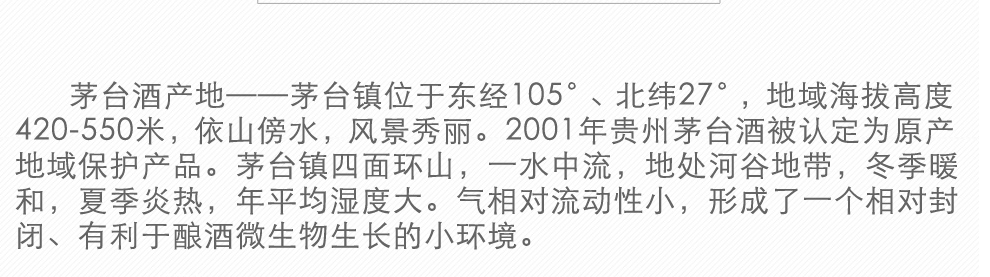 茅台酒产地——茅台镇位于东经105°、北纬27°，地域海拔高度
420-550米，依山傍水，风景秀丽。2001年贵州茅台酒被认定为原产
地域保护产品。茅台镇四面环山，一水中流，地处河谷地带，冬季暖
和，夏季炎热，年平均湿度大。气相对流动性小，形成了一个相对封
闭、有利于酿酒微生物生长的小环境。